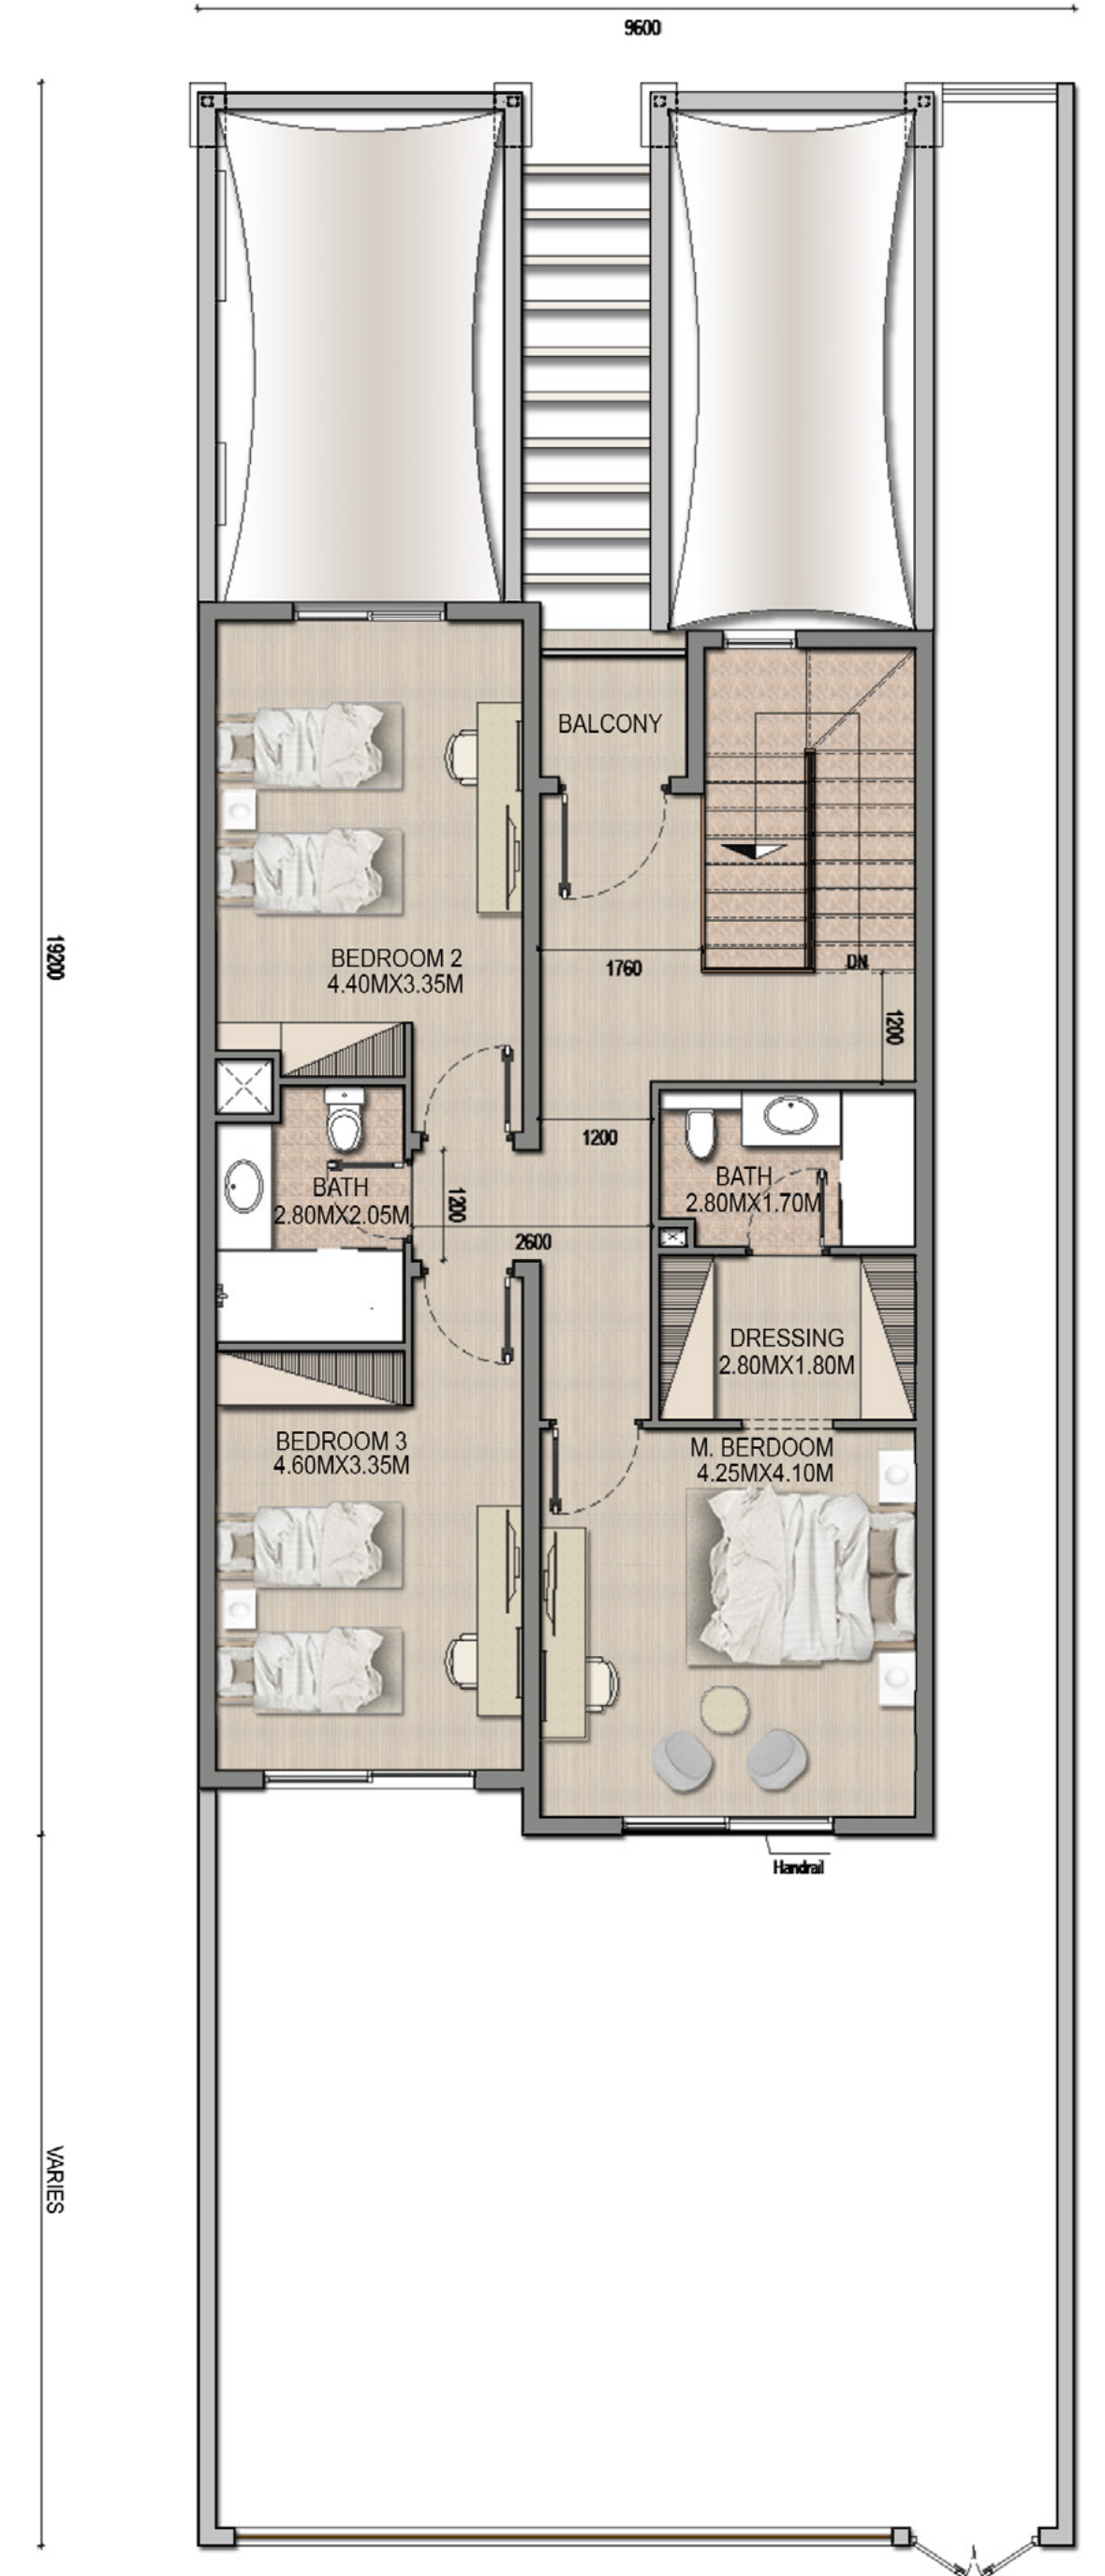 9600
BALCONY
BEDROOM 2
4.40MX3.35M
1760
DN
19200
1200
1200
BATH
2.80MX1.70M
BATH
2.80MX2.05M
1200
2600
DRESSING
2.80MX1.80M
BEDROOM 3
4.60MX3.35M
M. BERDOOM
4.25MX4.10M
Handrail
VARIES